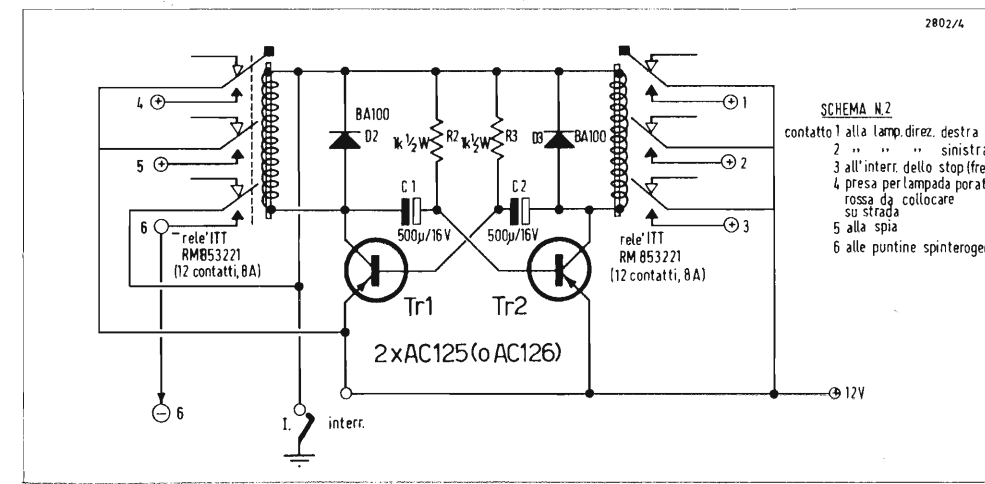 2802/4
SCHEMA N.2
contatto 1 alla lamp. direz. destra
2 " " " sinistra
3 all'interr. dello stop (fre
4 presa per lampada porat
rossa da collocare
su strada
5 alla spia
6 alle puntine spinteroge
4
5
6
1
2
3
BA100
D2
1k ½W
R2
1k ½W
R3
D3
BA100
C1
500µ/16V
C2
500µ/16V
rele' ITT
RM853221
(12 contatti, 8A)
rele' ITT
RM 853221
(12 contatti, 8A)
Tr1
Tr2
2xAC125 (o AC126)
12V
6
I.
interr.